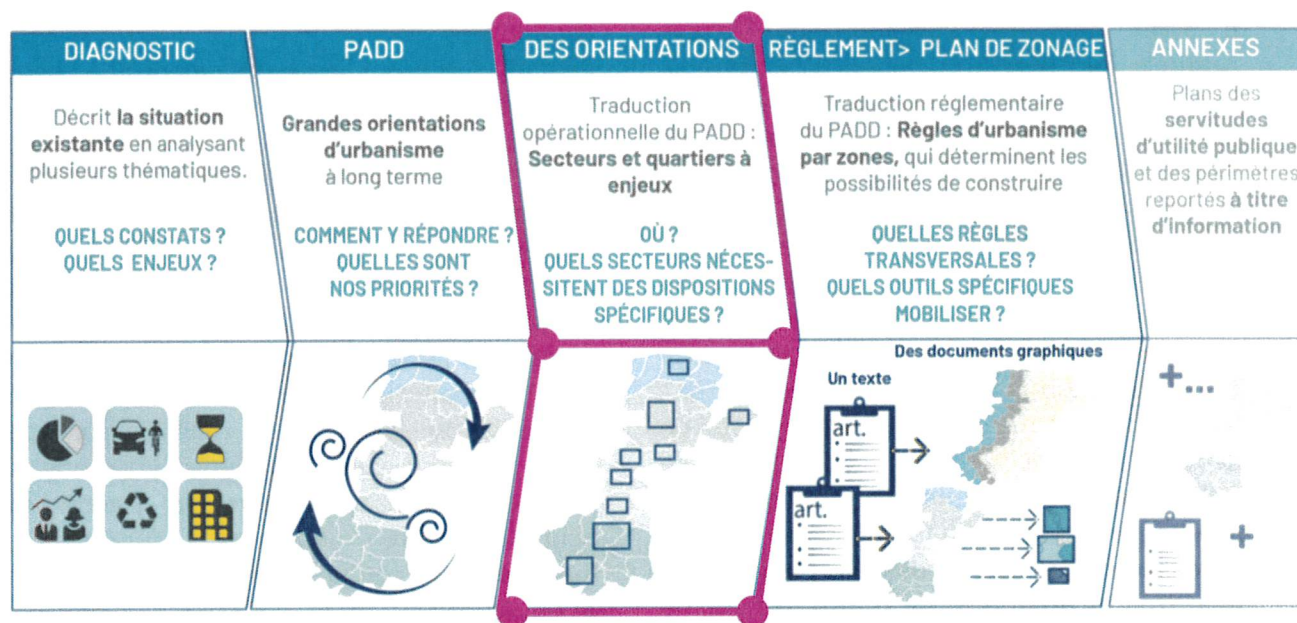 DIAGNOSTIC
Décrit la situation
existante en analysant
plusieurs thématiques.
QUELS CONSTATS ?
QUELS ENJEUX ?
PADD
Grandes orientations
d'urbanisme
à long terme
COMMENT Y RÉPONDRE ?
QUELLES SONT
NOS PRIORITÉS ?
DES ORIENTATIONS
Traduction
opérationnelle du PADD :
Secteurs et quartiers à
enjeux
OÙ ?
QUELS SECTEURS NÉCES-
SITENT DES DISPOSITIONS
SPÉCIFIQUES ?
RÈGLEMENT> PLAN DE ZONAGE
Traduction réglementaire
du PADD : Règles d'urbanisme
par zones, qui déterminent les
possibilités de construire
QUELLES RÈGLES
TRANSVERSALES ?
QUELS OUTILS SPÉCIFIQUES
MOBILISER ?
Des documents graphiques
Un texte
art.
art.
ANNEXES
Plans des
servitudes
d'utilité publique
et des périmètres
reportés à titre
d'information
+...
+